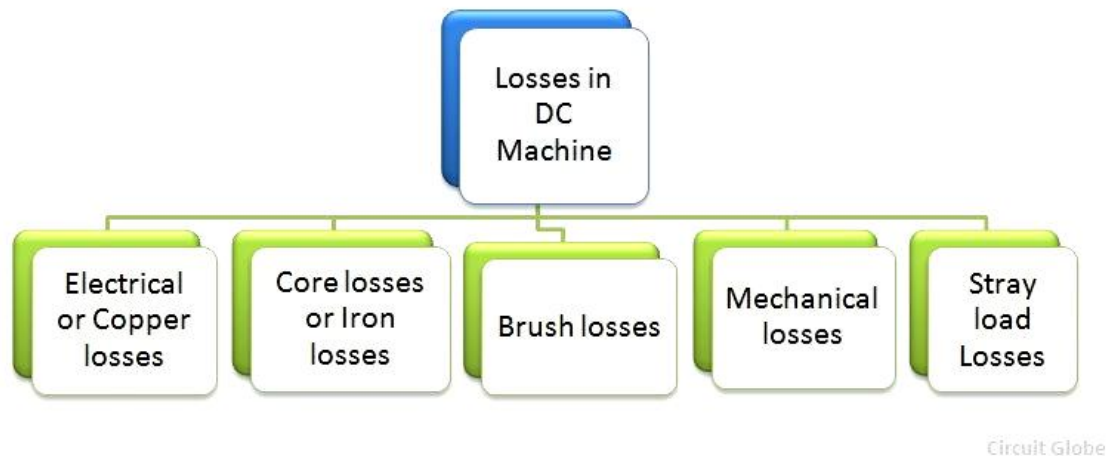 Losses in
DC
Machine
Electrical
or Copper
losses
Core losses
or Iron
losses
Brush losses
Mechanical
losses
Stray
load
Losses
Circuit Globe